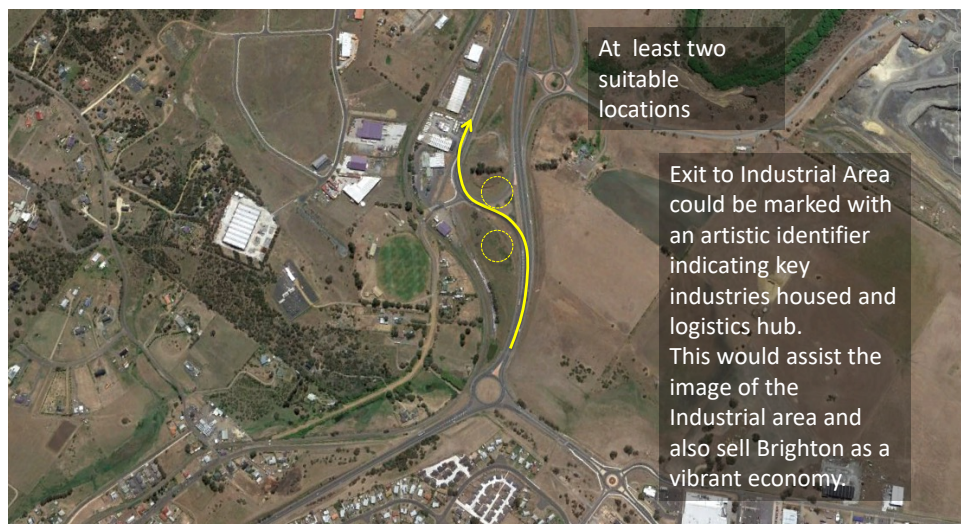 At least two
suitable
locations
Exit to Industrial Area
could be marked with
an artistic identifier
indicating key
industries housed and
logistics hub.
This would assist the
image of the
Industrial area and
also sell Brighton as a
vibrant economy.